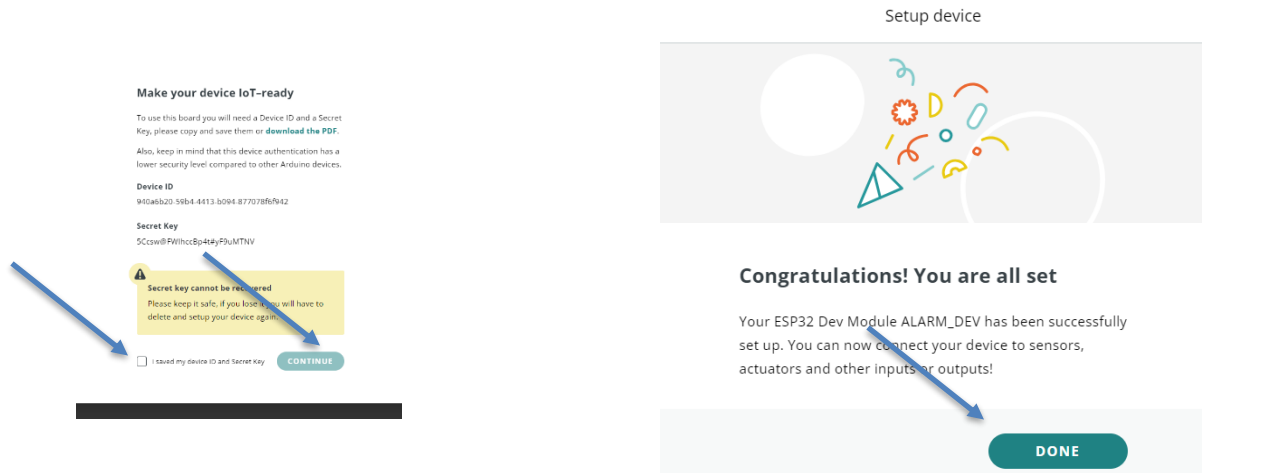 Make your device IoT–ready
To use this board you will need a Device ID and a Secret
Key, please copy and save them or download the PDF.
Also, keep in mind that this device authentication has a
lower security level compared to other Arduino devices.
Device ID
940a6b20-59b4-4413-b094-877078f6f942
Secret Key
5Ccsw@FWIhccBp4t#yF9uMTNV
Secret key cannot be recovered
Please keep it safe, if you lose it you will have to
delete and setup your device again.
I saved my device ID and Secret Key
CONTINUE
Setup device
Congratulations! You are all set
Your ESP32 Dev Module ALARM_DEV has been successfully
set up. You can now connect your device to sensors,
actuators and other inputs or outputs!
DONE